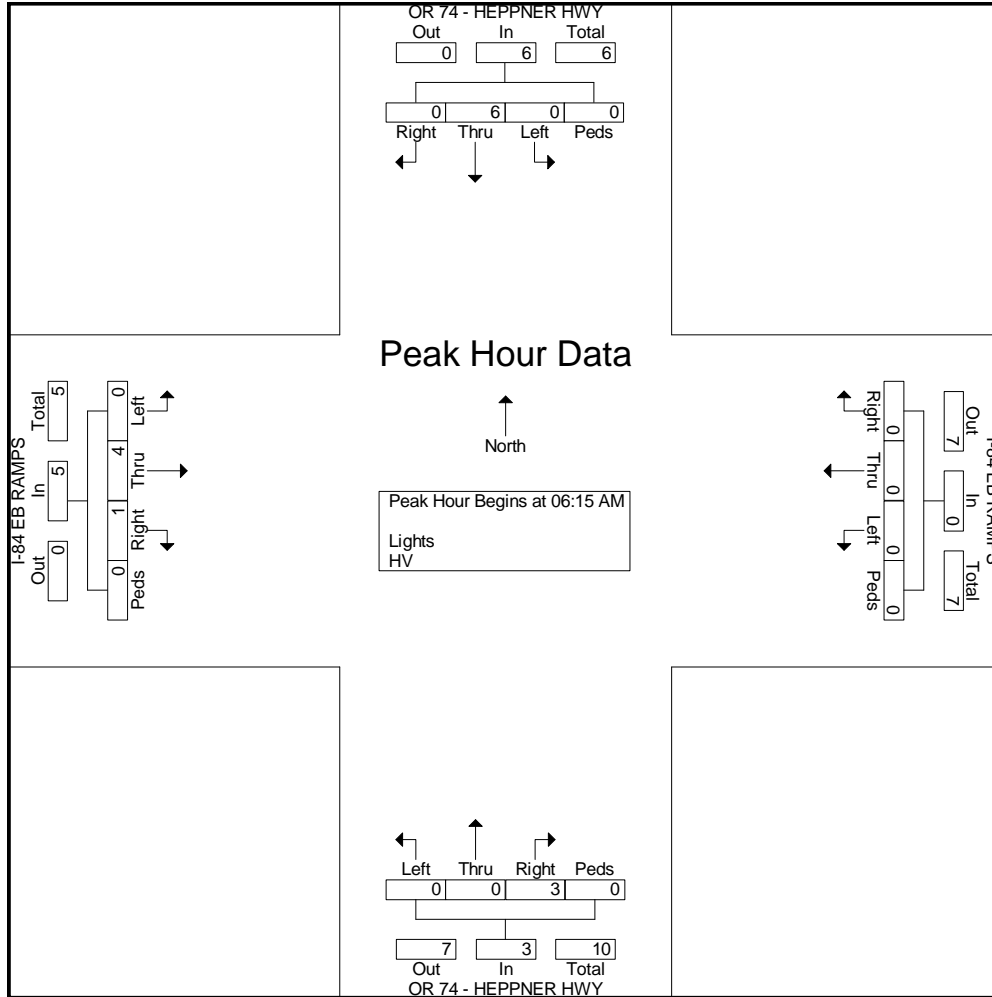 OR 74 - HEPPNER HWY
Out In Total
0 6 6
0 6 0 0
Right Thru Left Peds
Peak Hour Data
North
Peak Hour Begins at 06:15 AM
Lights
HV
I-84 EB RAMPS
Out In Total
0 5 5
Left Thru Right Peds
0 4 1 0
Right Thru Left Peds
0 0 0 0
Out In Total
7 0 7
I-84 EB RAMPS
Left Thru Right Peds
0 0 3 0
7 3 10
Out In Total
OR 74 - HEPPNER HWY